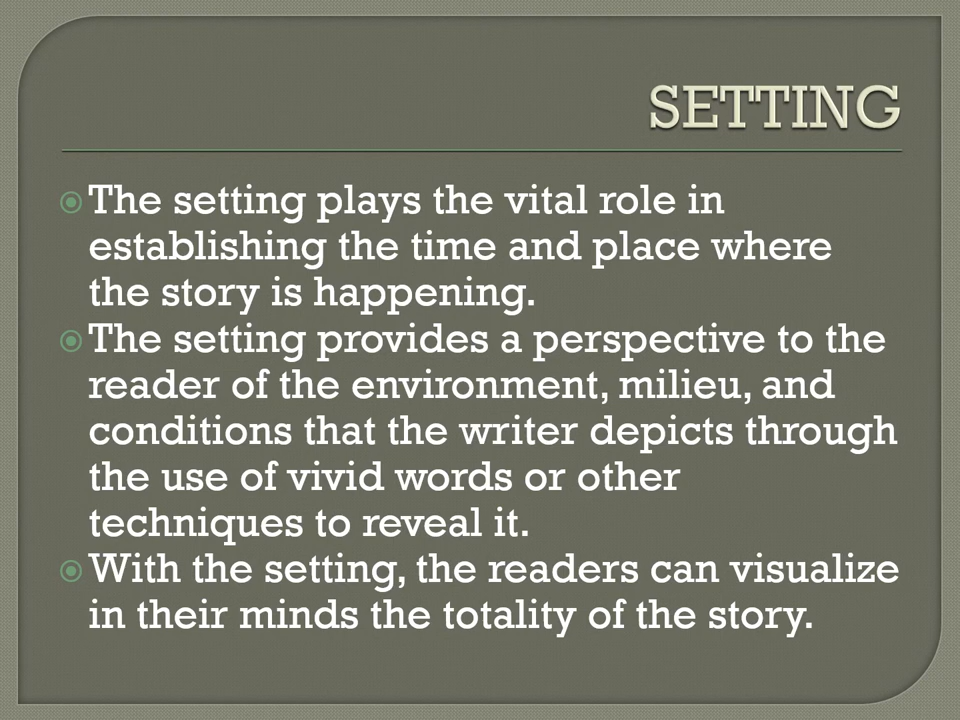 SETTING
The setting plays the vital role in
establishing the time and place where
the story is happening.
The setting provides a perspective to the
reader of the environment, milieu, and
conditions that the writer depicts through
the use of vivid words or other
techniques to reveal it.
With the setting, the readers can visualize
in their minds the totality of the story.